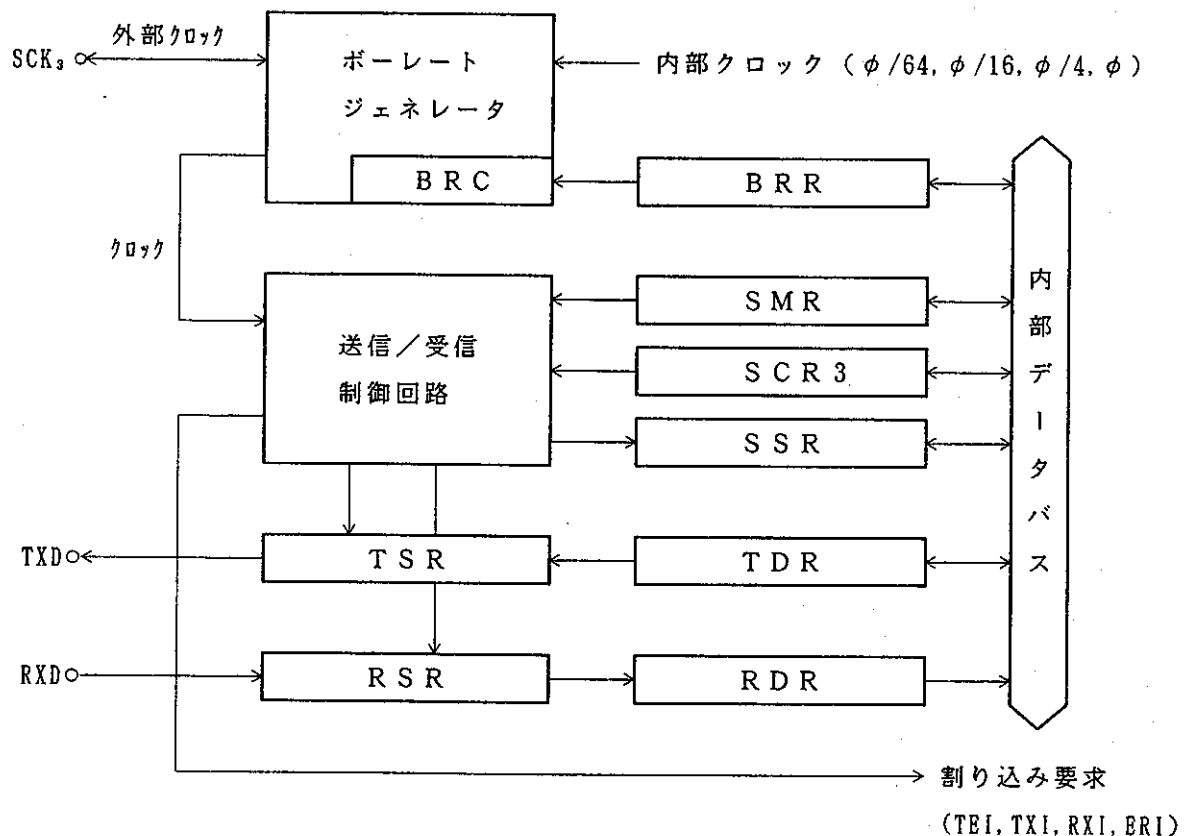 外部クロック
SCK₃
ボーレート
ジェネレータ
内部クロック（φ/64, φ/16, φ/4, φ）
BRC
BRR
クロック
SMR
送信／受信
制御回路
SCR3
SSR
内部データバス
TXD
TSR
TDR
RXD
RSR
RDR
割り込み要求
(TEI, TXI, RXI, ERI)